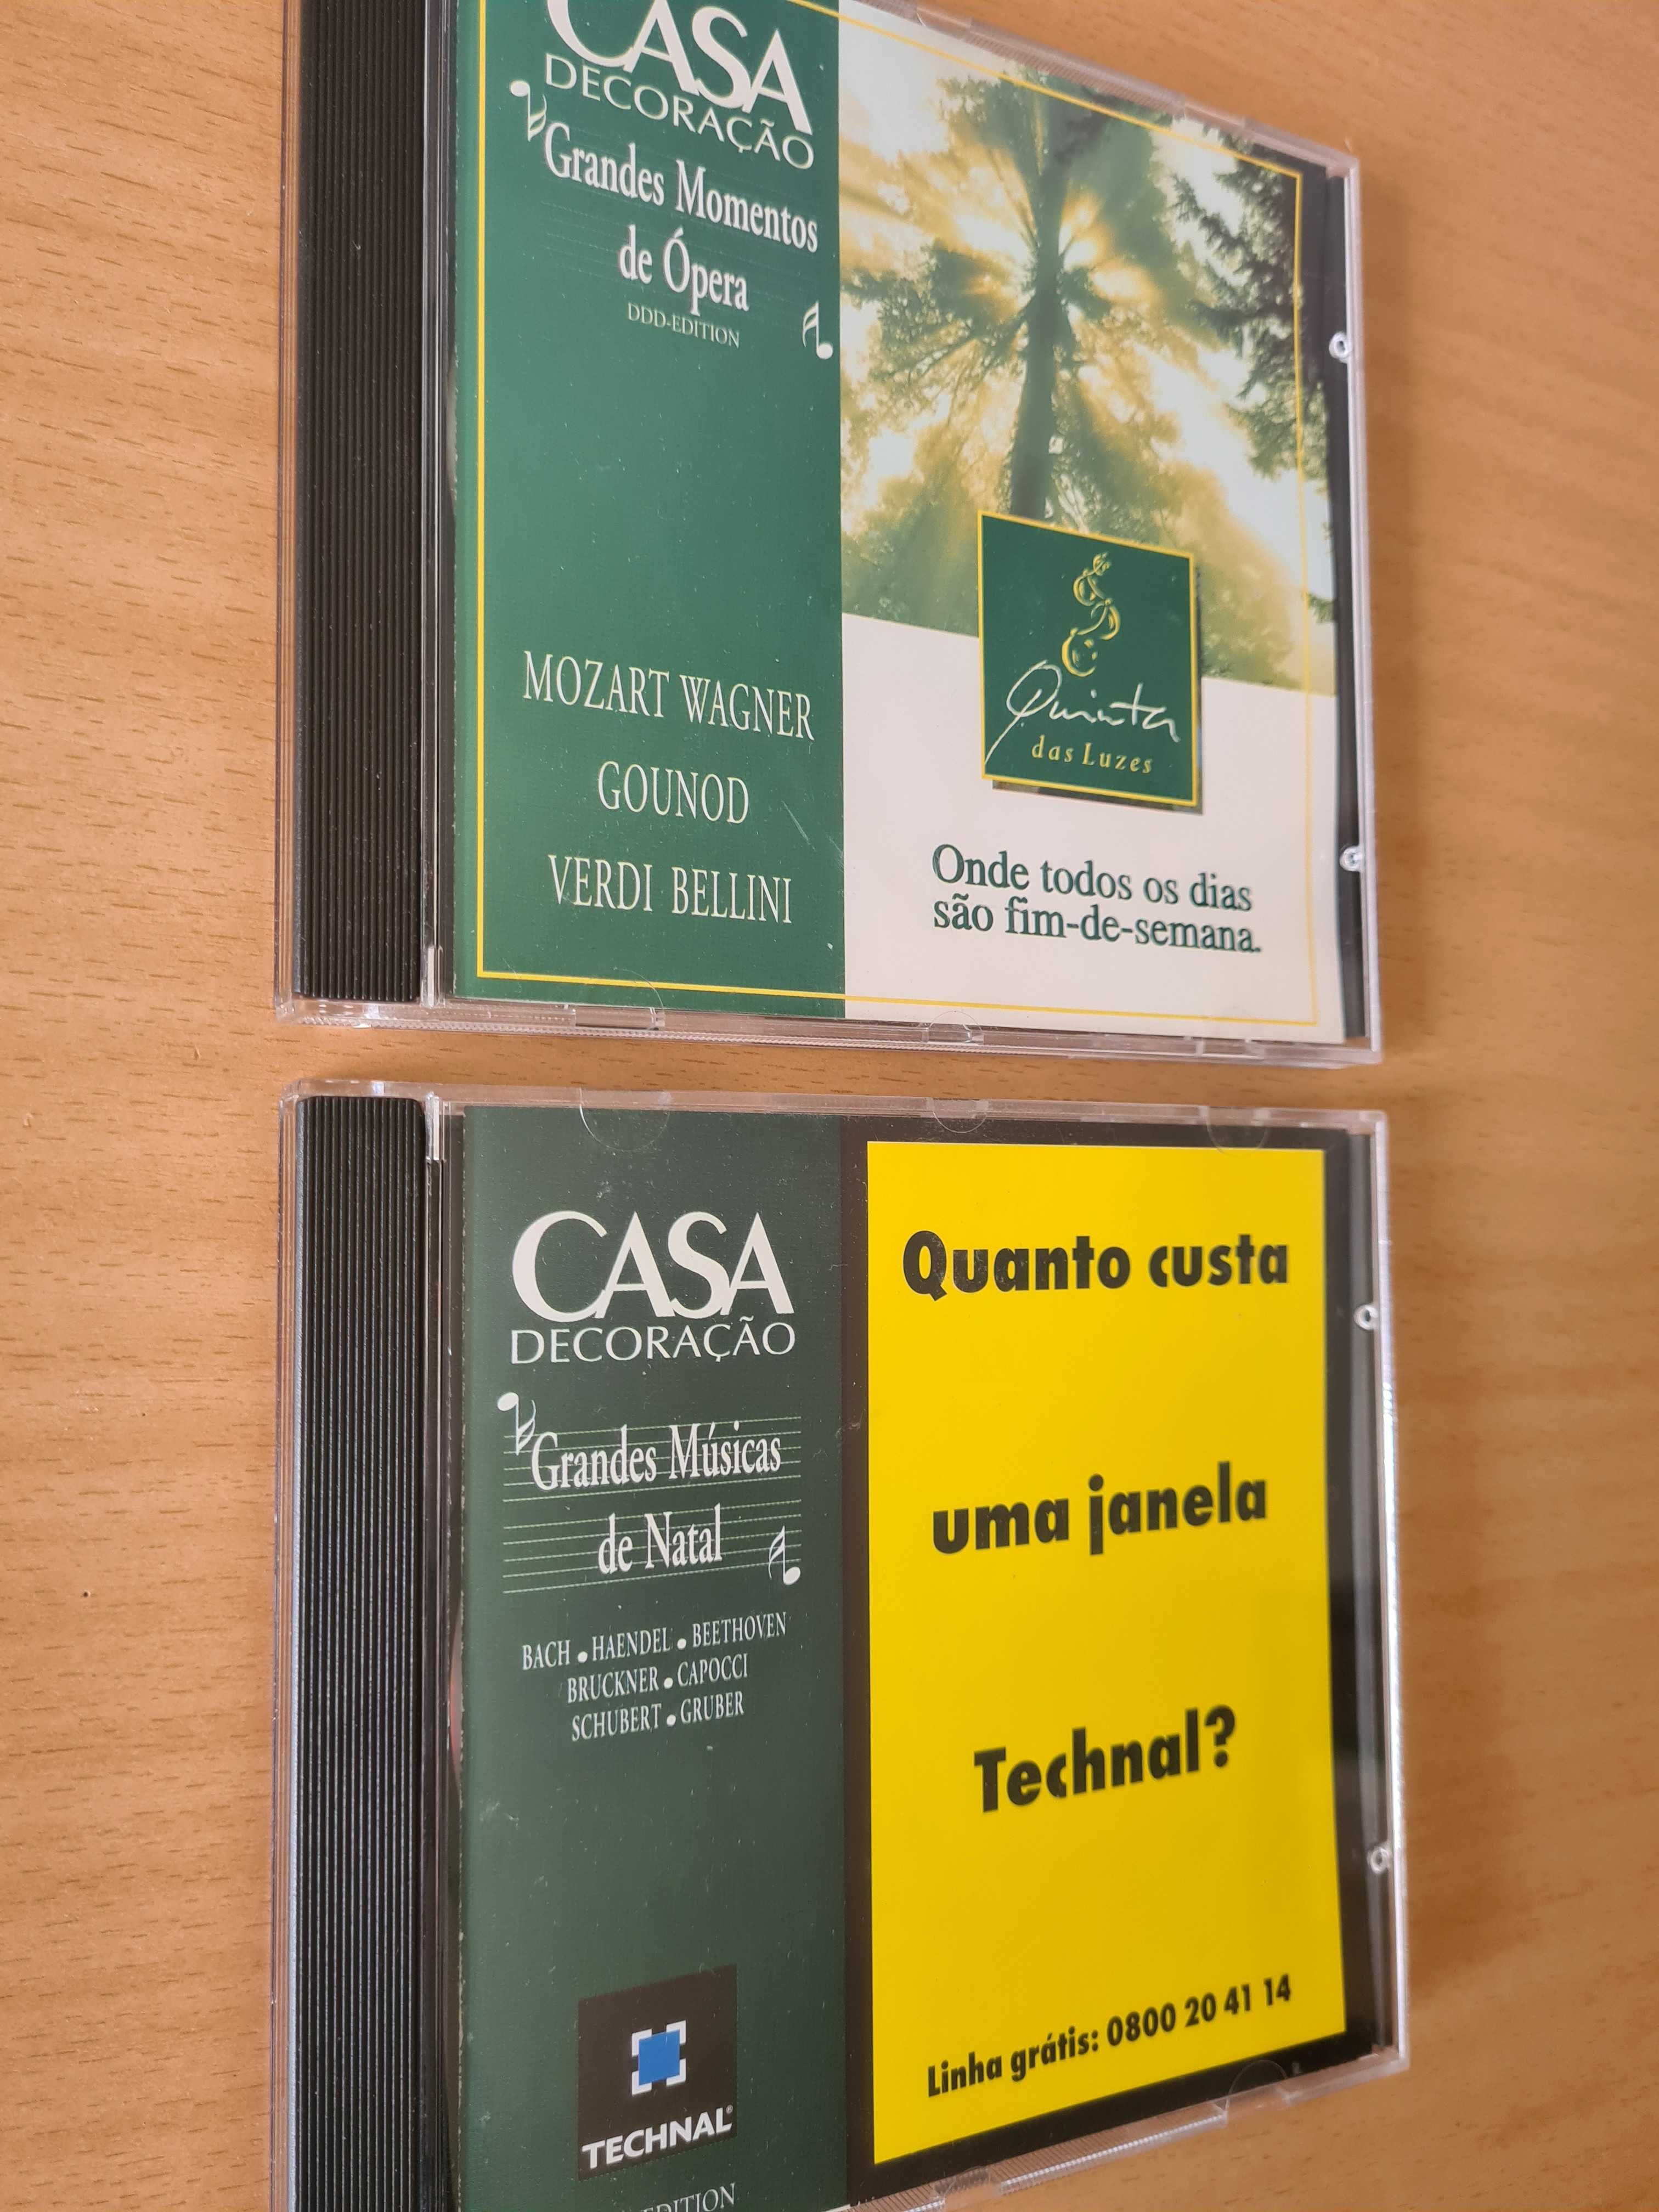 CASA
DECORAÇÃO
Grandes Momentos
de Ópera
DDD-EDITION
MOZART WAGNER
GOUNOD
VERDI BELLINI
Quinta
das Luzes
Onde todos os dias
são fim-de-semana.
CASA
DECORAÇÃO
Grandes Músicas
de Natal
BACH • HAENDEL • BEETHOVEN
BRUCKNER • CAPOCCI
SCHUBERT • GRUBER
TECHNAL®
EDITION
Quanto custa
uma janela
Technal?
Linha grátis: 0800 20 41 14